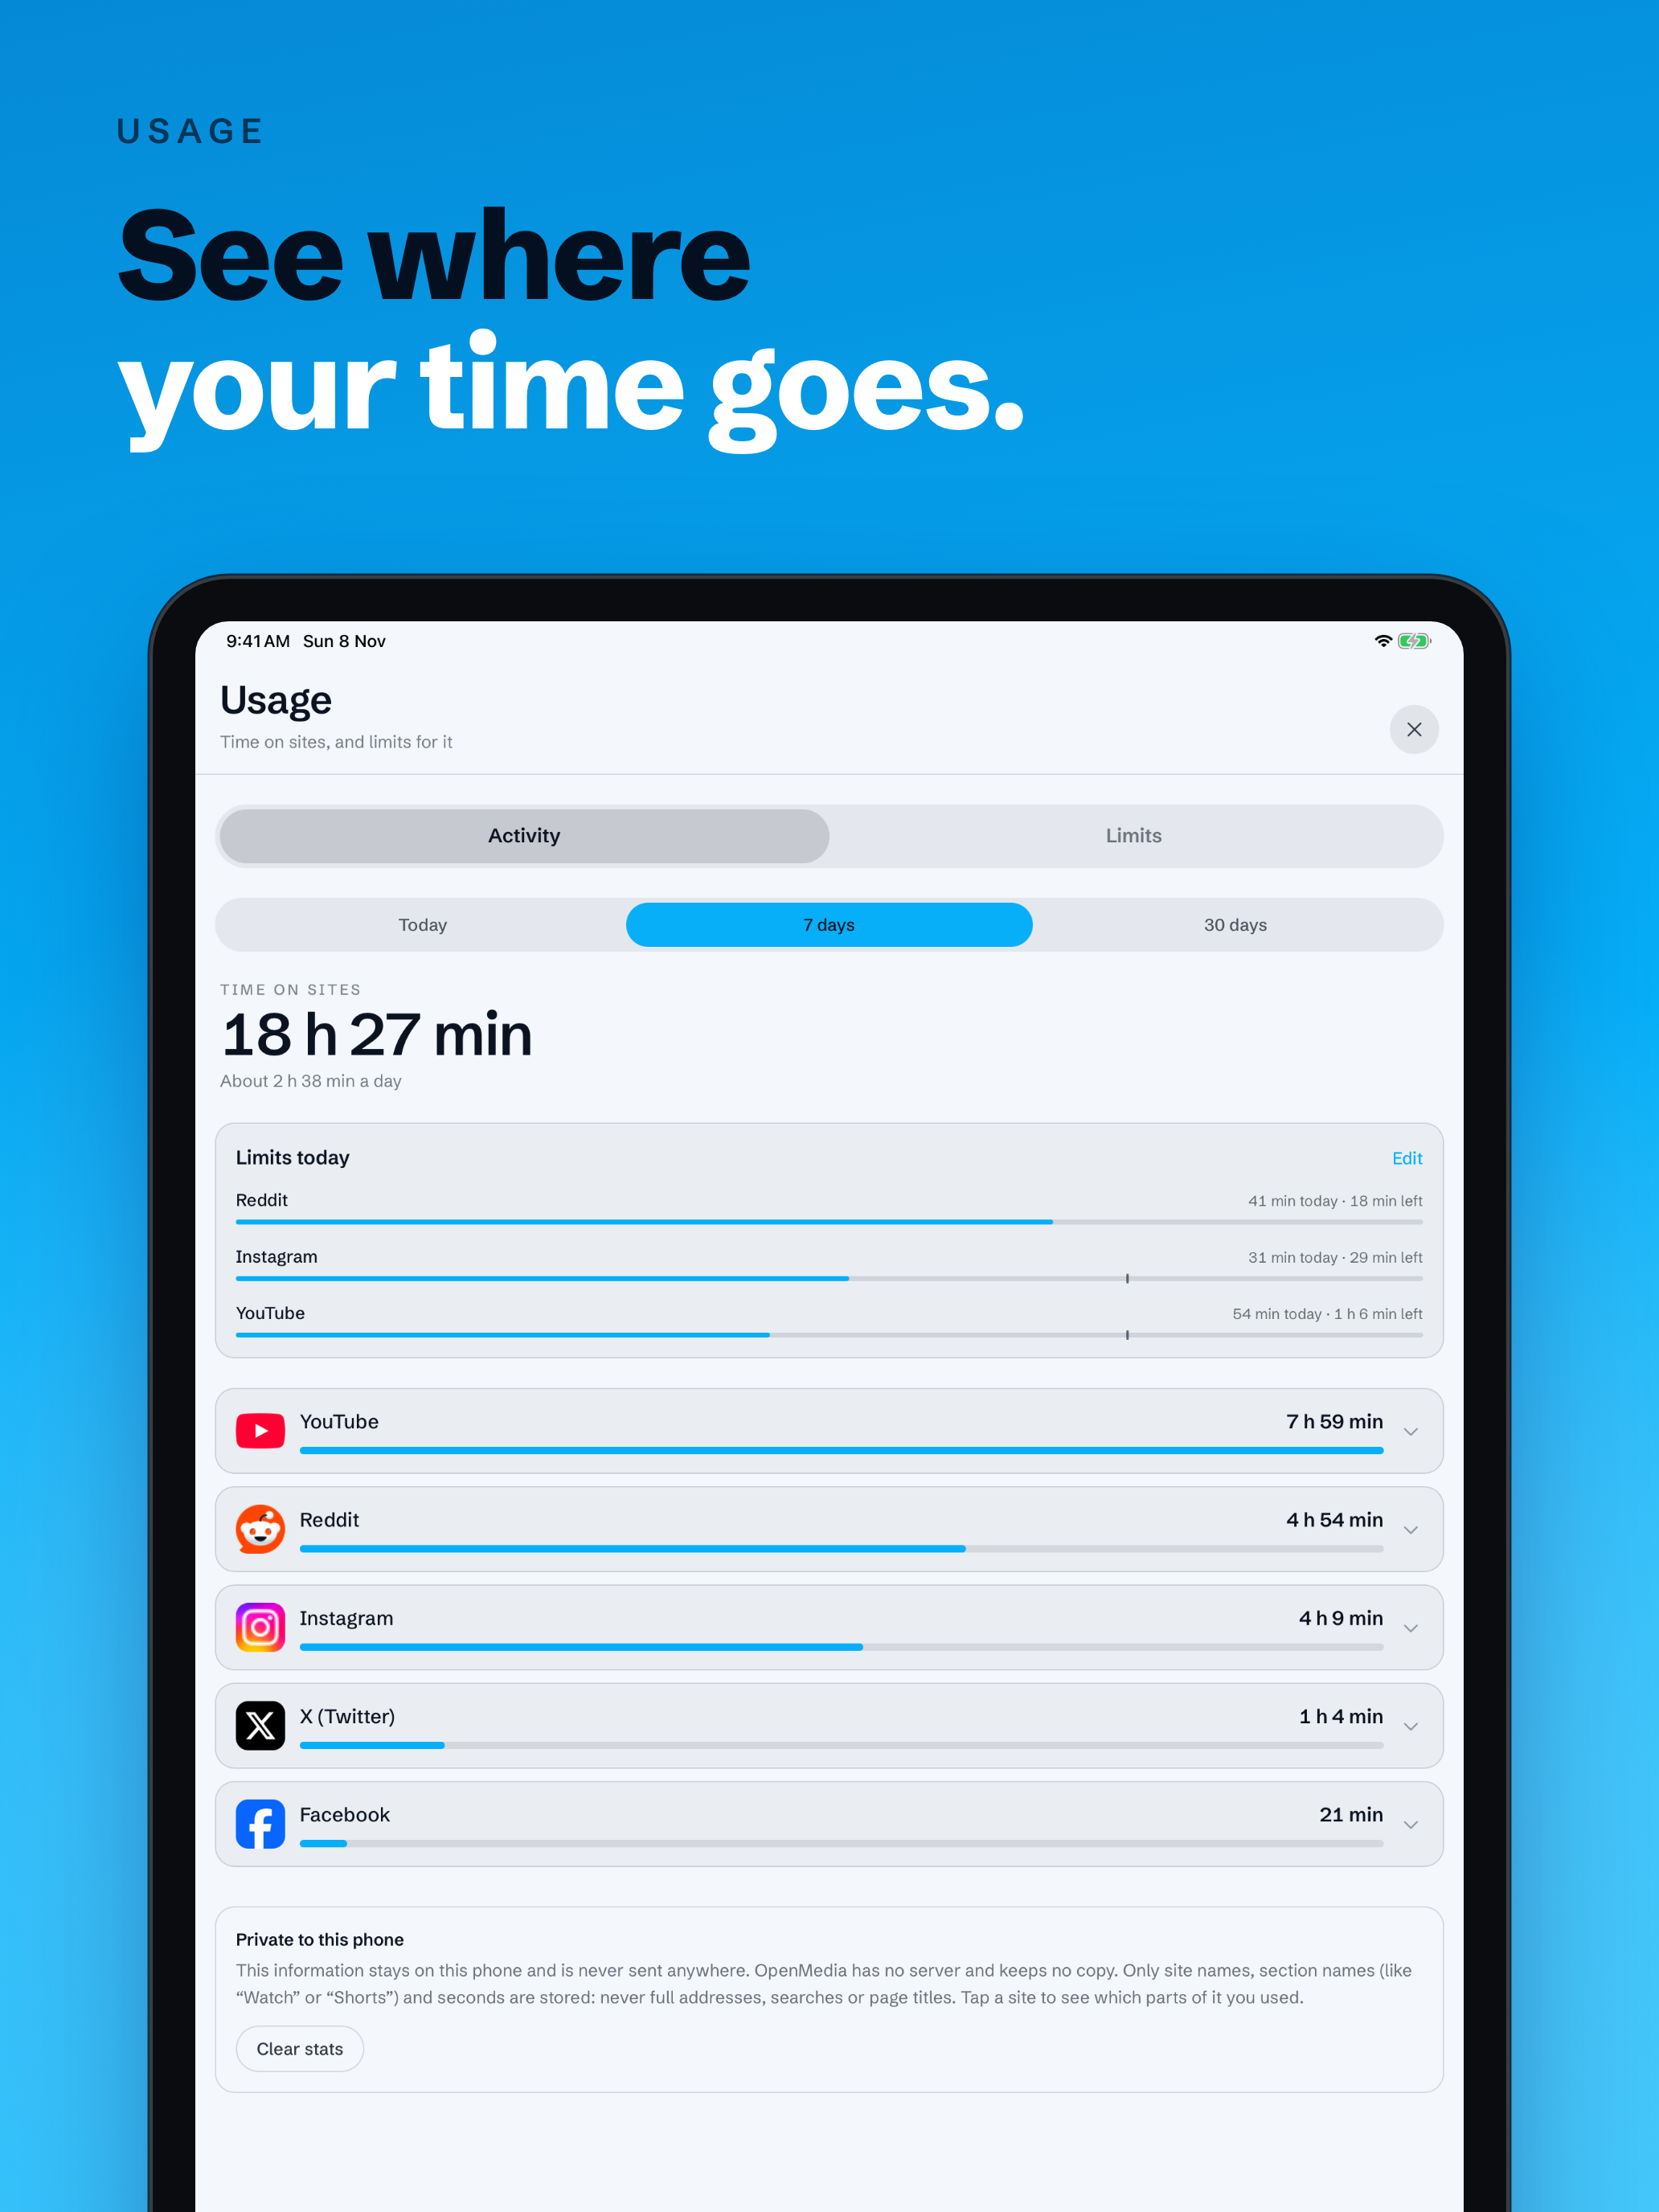 USAGE
See where
your time goes.
9:41 AM Sun 8 Nov
Usage
Time on sites, and limits for it
Activity
Limits
Today
7 days
30 days
TIME ON SITES
18 h 27 min
About 2 h 38 min a day
Limits today
Edit
Reddit
41 min today · 18 min left
Instagram
31 min today · 29 min left
YouTube
54 min today · 1 h 6 min left
YouTube
7 h 59 min
Reddit
4 h 54 min
Instagram
4 h 9 min
X (Twitter)
1 h 4 min
Facebook
21 min
Private to this phone
This information stays on this phone and is never sent anywhere. OpenMedia has no server and keeps no copy. Only site names, section names (like
“Watch” or “Shorts”) and seconds are stored: never full addresses, searches or page titles. Tap a site to see which parts of it you used.
Clear stats